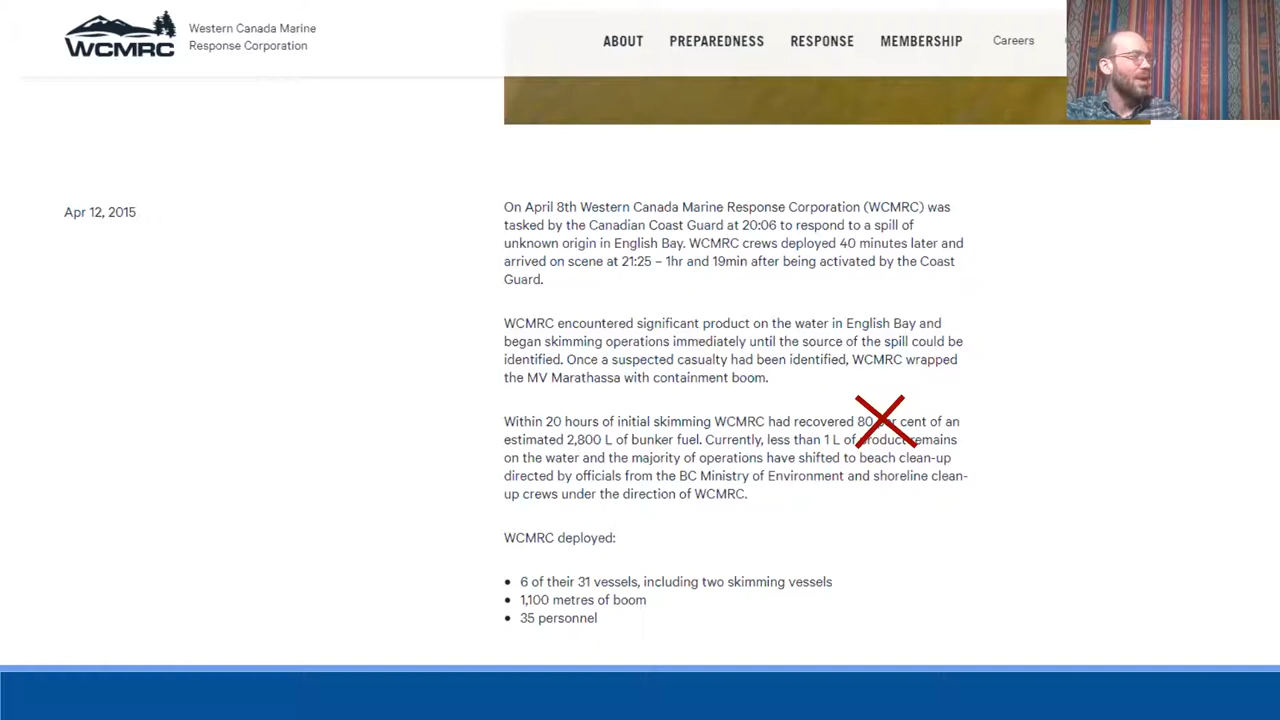 WCMRC
Western Canada Marine
Response Corporation
ABOUT PREPAREDNESS RESPONSE MEMBERSHIP Careers
Apr 12, 2015
On April 8th Western Canada Marine Response Corporation (WCMRC) was
tasked by the Canadian Coast Guard at 20:06 to respond to a spill of
unknown origin in English Bay. WCMRC crews deployed 40 minutes later and
arrived on scene at 21:25 – 1hr and 19min after being activated by the Coast
Guard.
WCMRC encountered significant product on the water in English Bay and
began skimming operations immediately until the source of the spill could be
identified. Once a suspected casualty had been identified, WCMRC wrapped
the MV Marathassa with containment boom.
Within 20 hours of initial skimming WCMRC had recovered 80 per cent of an
estimated 2,800 L of bunker fuel. Currently, less than 1 L of product remains
on the water and the majority of operations have shifted to beach clean-up
directed by officials from the BC Ministry of Environment and shoreline clean-
up crews under the direction of WCMRC.
WCMRC deployed:
• 6 of their 31 vessels, including two skimming vessels
• 1,100 metres of boom
• 35 personnel